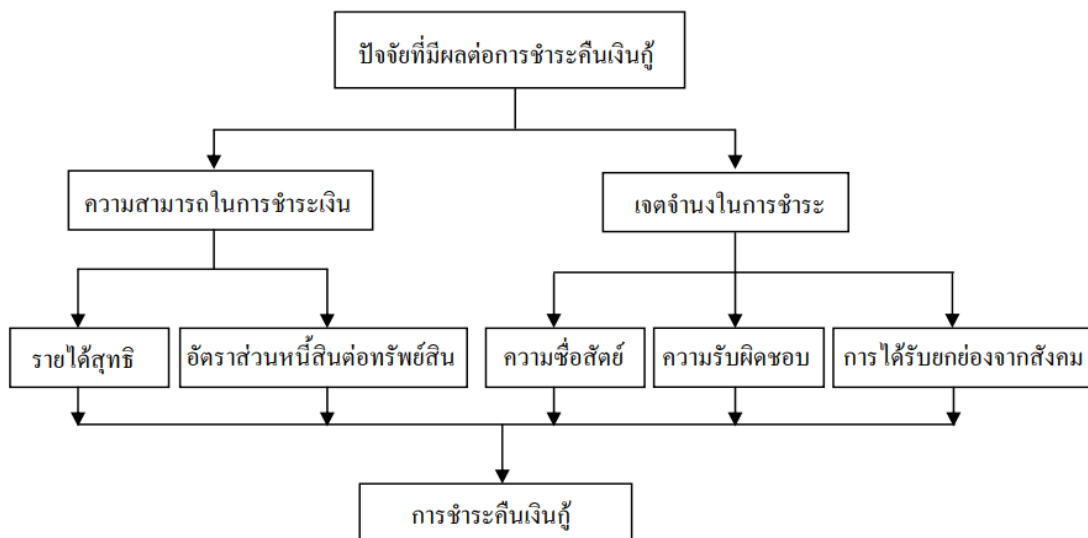 ปัจจัยที่มีผลต่อการชำระคืนเงินกู้
ความสามารถในการชำระเงิน
เจตจำนงในการชำระ
รายได้สุทธิ
อัตราส่วนหนี้สินต่อทรัพย์สิน
ความซื่อสัตย์
ความรับผิดชอบ
การได้รับยกย่องจากสังคม
การชำระคืนเงินกู้